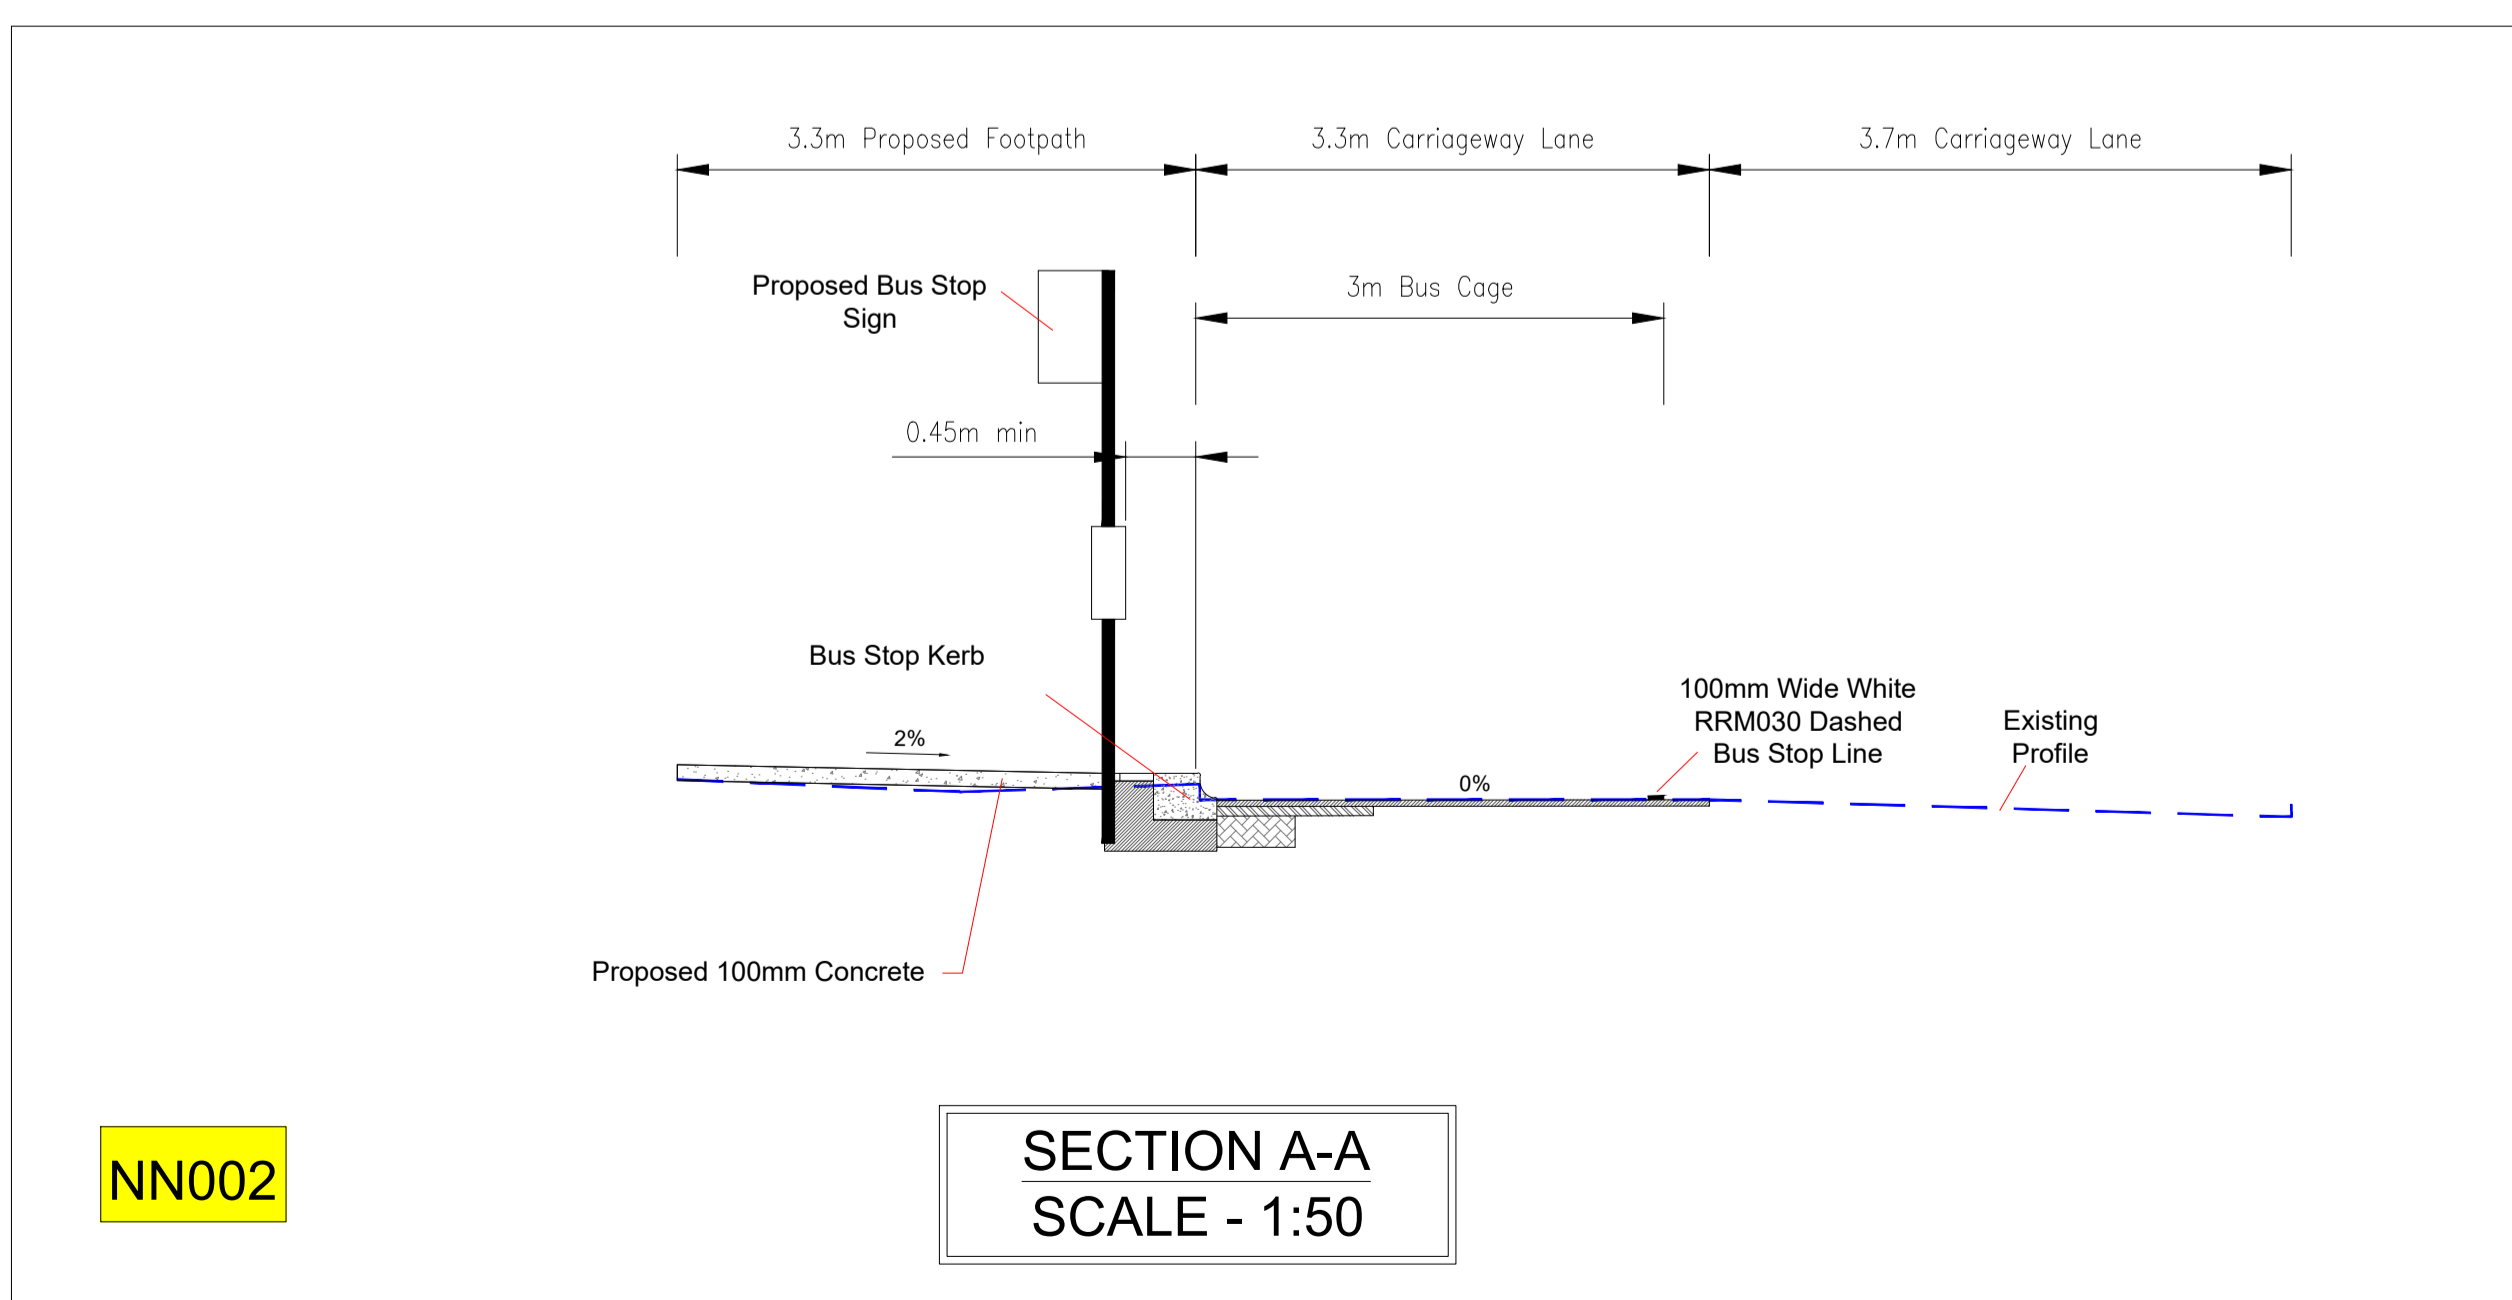 3.3m Proposed Footpath
3.3m Carriageway Lane
3.7m Carriageway Lane
Proposed Bus Stop
Sign
3m Bus Cage
0.45m min
Bus Stop Kerb
100mm Wide White
RRM030 Dashed
Bus Stop Line
Existing
Profile
2%
0%
Proposed 100mm Concrete
NN002
SECTION A-A
SCALE - 1:50